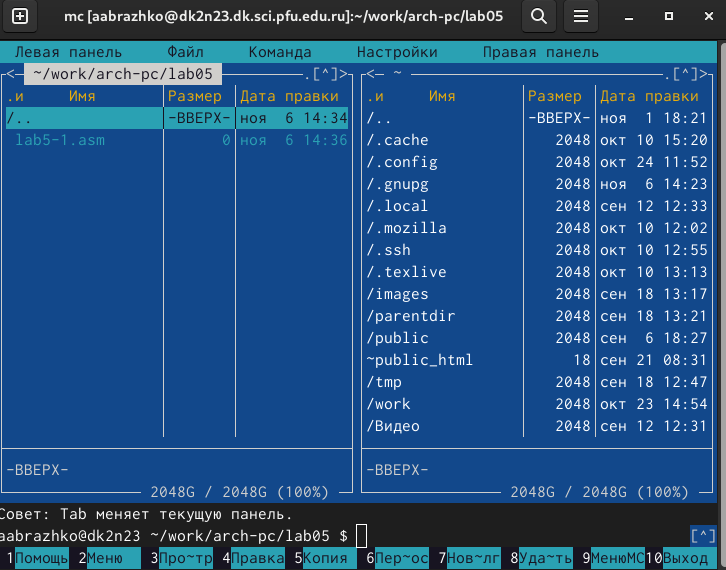 mc [aabrazhko@dk2n23.dk.sci.pfu.edu.ru]:~/work/arch-pc/lab05
Левая панель Файл Команда Настройки Правая панель
<— ~/work/arch-pc/lab05 .[^]>
.и Имя Размер Дата правки
/.. -ВВЕРХ- ноя 6 14:34
lab5-1.asm 0 ноя 6 14:36
-ВВЕРХ-
2048G / 2048G (100%)
<— ~ .[^]>
.и Имя Размер Дата правки
/.. -ВВЕРХ- ноя 1 18:21
/.cache 2048 окт 10 15:20
/.config 2048 окт 24 11:52
/.gnupg 2048 ноя 6 14:23
/.local 2048 сен 12 12:33
/.mozilla 2048 окт 10 12:02
/.ssh 2048 окт 10 12:55
/.texlive 2048 окт 10 13:13
/images 2048 сен 18 13:17
/parentdir 2048 сен 18 13:21
/public 2048 сен 6 18:27
~public_html 18 сен 21 08:31
/tmp 2048 сен 18 12:47
/work 2048 окт 23 14:54
/Видео 2048 сен 12 12:31
-ВВЕРХ-
2048G / 2048G (100%)
Совет: Tab меняет текущую панель.
aabrazhko@dk2n23 ~/work/arch-pc/lab05 $ [^]
1Помощь 2Меню 3Про~тр 4Правка 5Копия 6Пер~ос 7Нов~лг 8Уда~ть 9МенюМС 10Выход